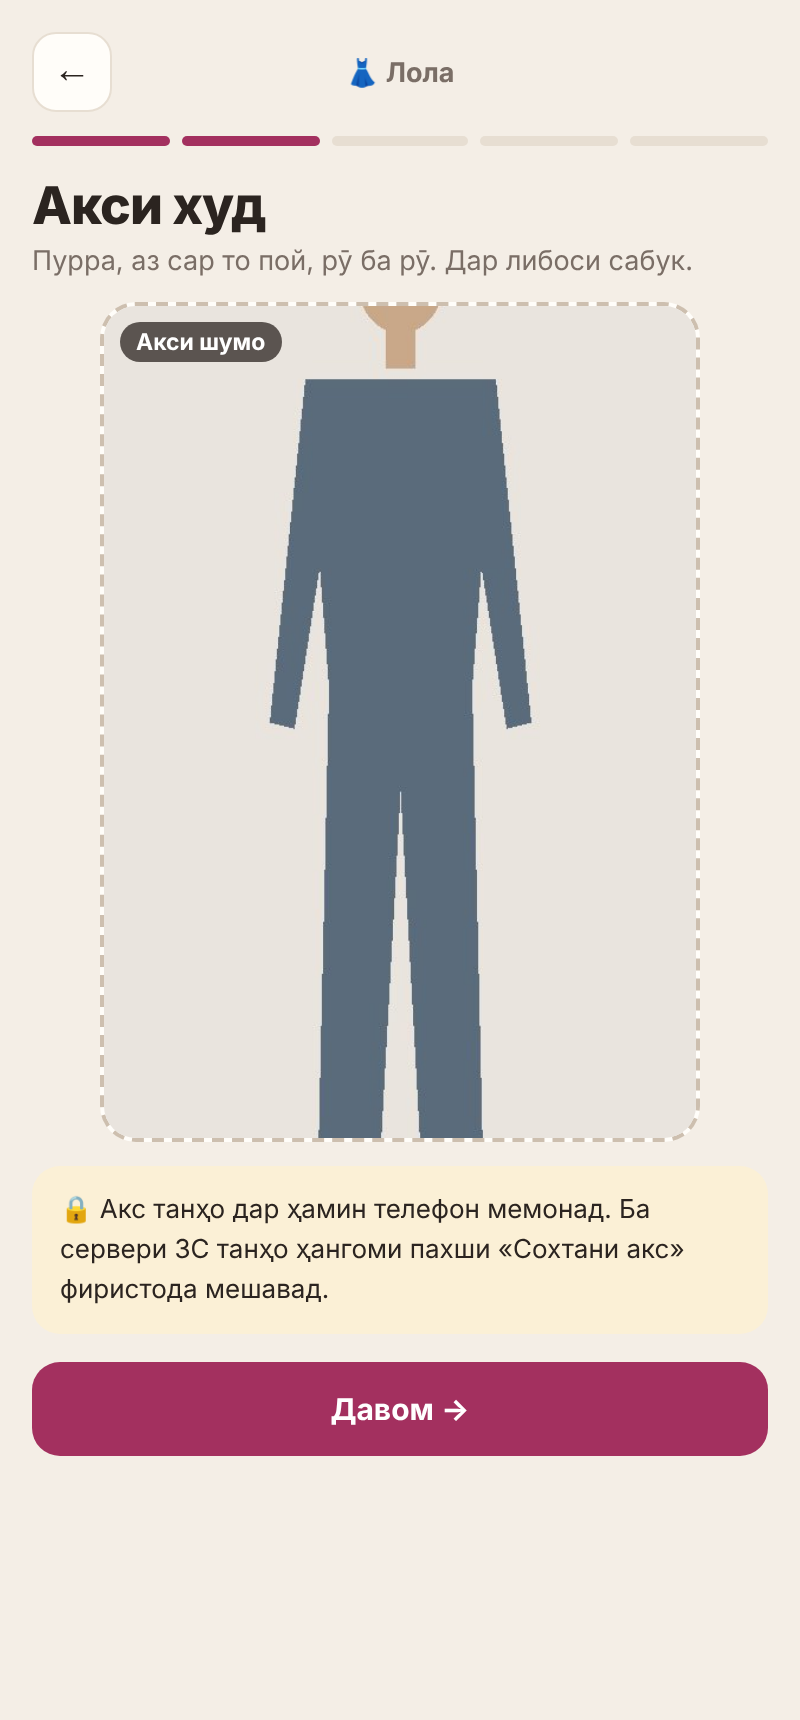 ←
👗 Лола
Акси худ
Пурра, аз сар то пой, рӯ ба рӯ. Дар либоси сабук.
Акси шумо
🔒 Акс танҳо дар ҳамин телефон мемонад. Ба
сервери ЗС танҳо ҳангоми пахши «Сохтани акс»
фиристода мешавад.
Давом →